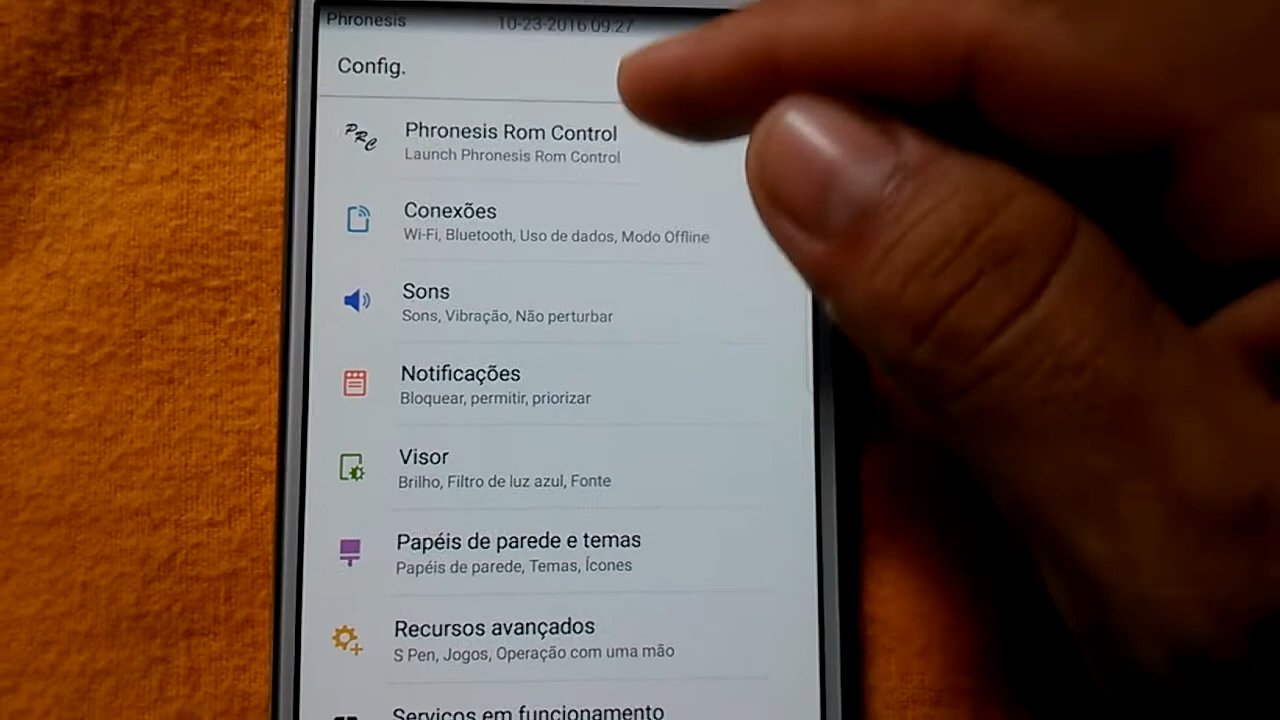 Phronesis 10-23-2016 09:27
Config.
PRC
Phronesis Rom Control
Launch Phronesis Rom Control
Conexões
Wi-Fi, Bluetooth, Uso de dados, Modo Offline
Sons
Sons, Vibração, Não perturbar
Notificações
Bloquear, permitir, priorizar
Visor
Brilho, Filtro de luz azul, Fonte
Papéis de parede e temas
Papéis de parede, Temas, Ícones
Recursos avançados
S Pen, Jogos, Operação com uma mão
Serviços em funcionamento